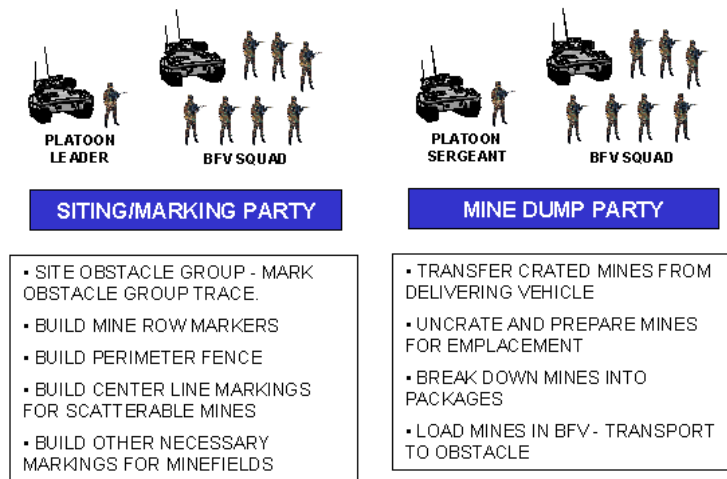 PLATOON
LEADER
BFV SQUAD
PLATOON
SERGEANT
BFV SQUAD
SITING/MARKING PARTY
▪ SITE OBSTACLE GROUP - MARK
OBSTACLE GROUP TRACE.
▪ BUILD MINE ROW MARKERS
▪ BUILD PERIMETER FENCE
▪ BUILD CENTER LINE MARKINGS
FOR SCATTERABLE MINES
▪ BUILD OTHER NECESSARY
MARKINGS FOR MINEFIELDS
MINE DUMP PARTY
▪ TRANSFER CRATED MINES FROM
DELIVERING VEHICLE
▪ UNCRATE AND PREPARE MINES
FOR EMPLACEMENT
▪ BREAK DOWN MINES INTO
PACKAGES
▪ LOAD MINES IN BFV - TRANSPORT
TO OBSTACLE